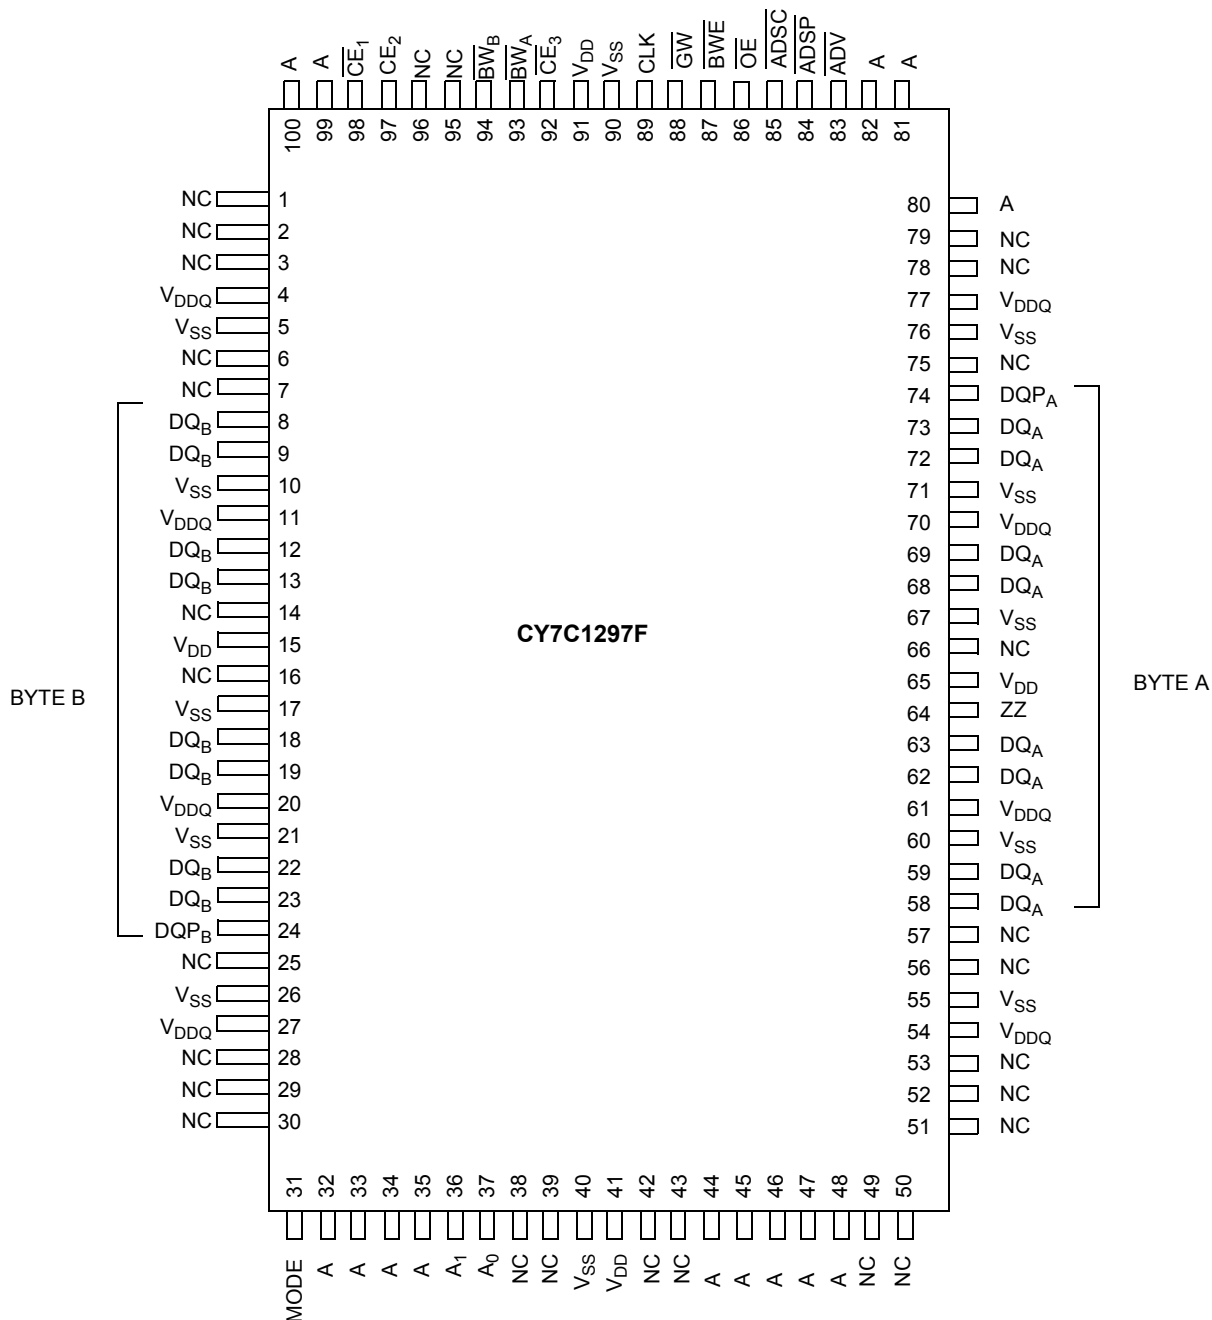 A A CE1 CE2 NC NC BWB BWA CE3 VDD VSS CLK GW BWE OE ADSC ADSP ADV A A
100 99 98 97 96 95 94 93 92 91 90 89 88 87 86 85 84 83 82 81
NC 1
NC 2
NC 3
VDDQ 4
VSS 5
NC 6
NC 7
DQB 8
DQB 9
VSS 10
VDDQ 11
DQB 12
DQB 13
NC 14
VDD 15
NC 16
VSS 17
DQB 18
DQB 19
VDDQ 20
VSS 21
DQB 22
DQB 23
DQPB 24
NC 25
VSS 26
VDDQ 27
NC 28
NC 29
NC 30
BYTE B
CY7C1297F
80 A
79 NC
78 NC
77 VDDQ
76 VSS
75 NC
74 DQPA
73 DQA
72 DQA
71 VSS
70 VDDQ
69 DQA
68 DQA
67 VSS
66 NC
65 VDD
64 ZZ
63 DQA
62 DQA
61 VDDQ
60 VSS
59 DQA
58 DQA
57 NC
56 NC
55 VSS
54 VDDQ
53 NC
52 NC
51 NC
BYTE A
31 32 33 34 35 36 37 38 39 40 41 42 43 44 45 46 47 48 49 50
MODE A A A A A1 A0 NC NC VSS VDD NC NC A A A A A NC NC